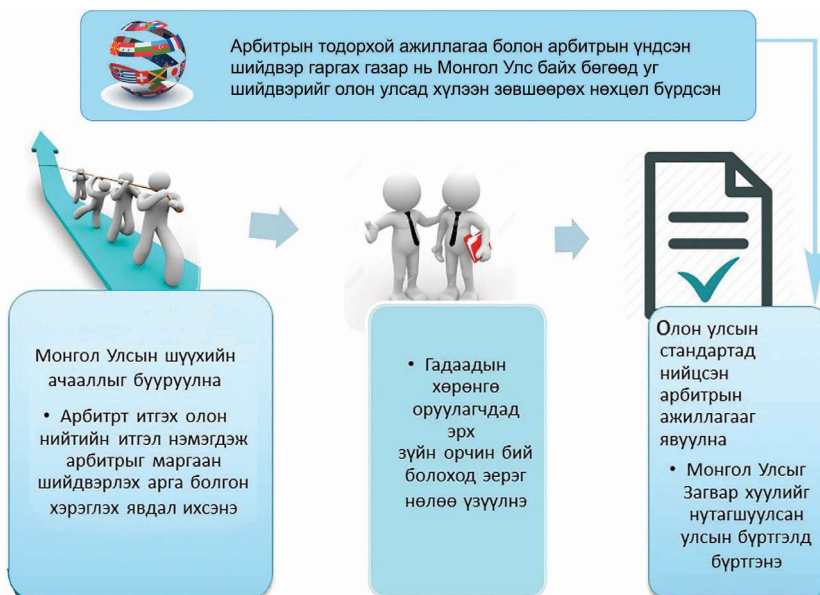 Арбитрын тодорхой ажиллагаа болон арбитрын үндсэн
шийдвэр гаргах газар нь Монгол Улс байх бөгөөд уг
шийдвэрийг олон улсад хүлээн зөвшөөрөх нөхцөл бүрдсэн
Монгол Улсын шүүхийн
ачааллыг бууруулна
• Арбитрт итгэх олон
нийтийн итгэл нэмэгдэж
арбитрыг маргаан
шийдвэрлэх арга болгон
хэрэглэх явдал ихсэнэ
• Гадаадын
хөрөнгө
оруулагчдад
эрх
зүйн орчин бий
болоход эерэг
нөлөө үзүүлнэ
Олон улсын
стандартад
нийцсэн
арбитрын
ажиллагааг
явуулна
• Монгол Улсыг
Загвар хуулийг
нутагшуулсан
улсын бүртгэлд
бүртгэнэ